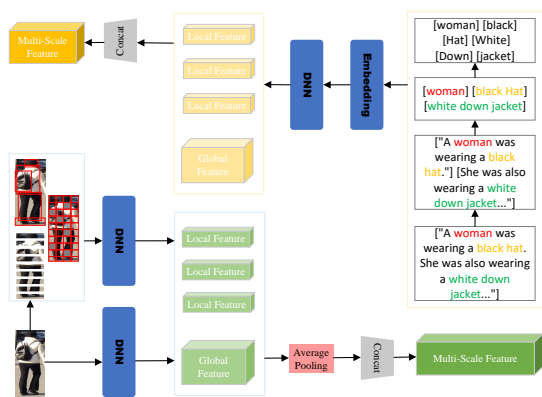 Multi-Scale
Feature
Concat
Local Feature
Local Feature
Local Feature
Global
Feature
DNN
Embedding
[woman] [black]
[Hat] [White]
[Down] [jacket]
[woman] [black Hat]
[white down jacket]
["A woman was
wearing a black
hat."] [She was also
wearing a white
down jacket..."]
["A woman was
wearing a black hat.
She was also wearing
a white down
jacket..."]
DNN
Local Feature
Local Feature
Local Feature
DNN
Global
Feature
Average
Pooling
Concat
Multi-Scale Feature